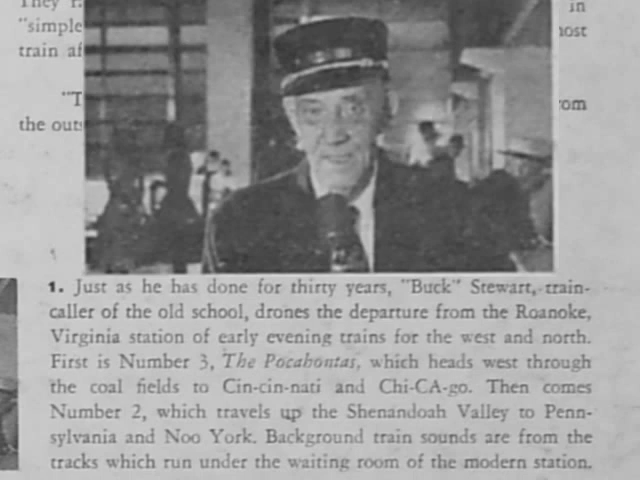 They
in
"simple
most
train
"T
rom
the
1. Just as he has done for thirty years, "Buck" Stewart, train-
caller of the old school, drones the departure from the Roanoke,
Virginia station of early evening trains for the west and north.
First is Number 3, The Pocahontas, which heads west through
the coal fields to Cin-cin-nati and Chi-CA-go. Then comes
Number 2, which travels up the Shenandoah Valley to Penn-
sylvania and Noo York. Background train sounds are from the
tracks which run under the waiting room of the modern station.